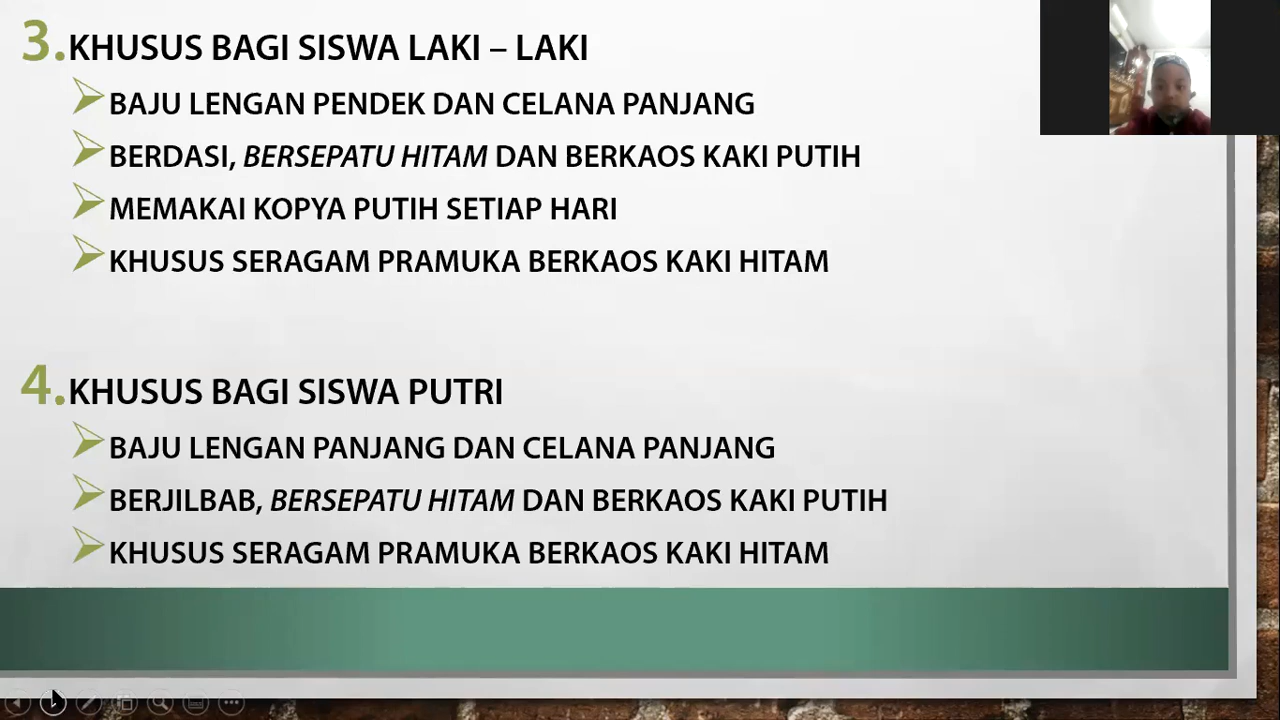 3. KHUSUS BAGI SISWA LAKI – LAKI
BAJU LENGAN PENDEK DAN CELANA PANJANG
BERDASI, BERSEPATU HITAM DAN BERKAOS KAKI PUTIH
MEMAKAI KOPYA PUTIH SETIAP HARI
KHUSUS SERAGAM PRAMUKA BERKAOS KAKI HITAM
4. KHUSUS BAGI SISWA PUTRI
BAJU LENGAN PANJANG DAN CELANA PANJANG
BERJILBAB, BERSEPATU HITAM DAN BERKAOS KAKI PUTIH
KHUSUS SERAGAM PRAMUKA BERKAOS KAKI HITAM